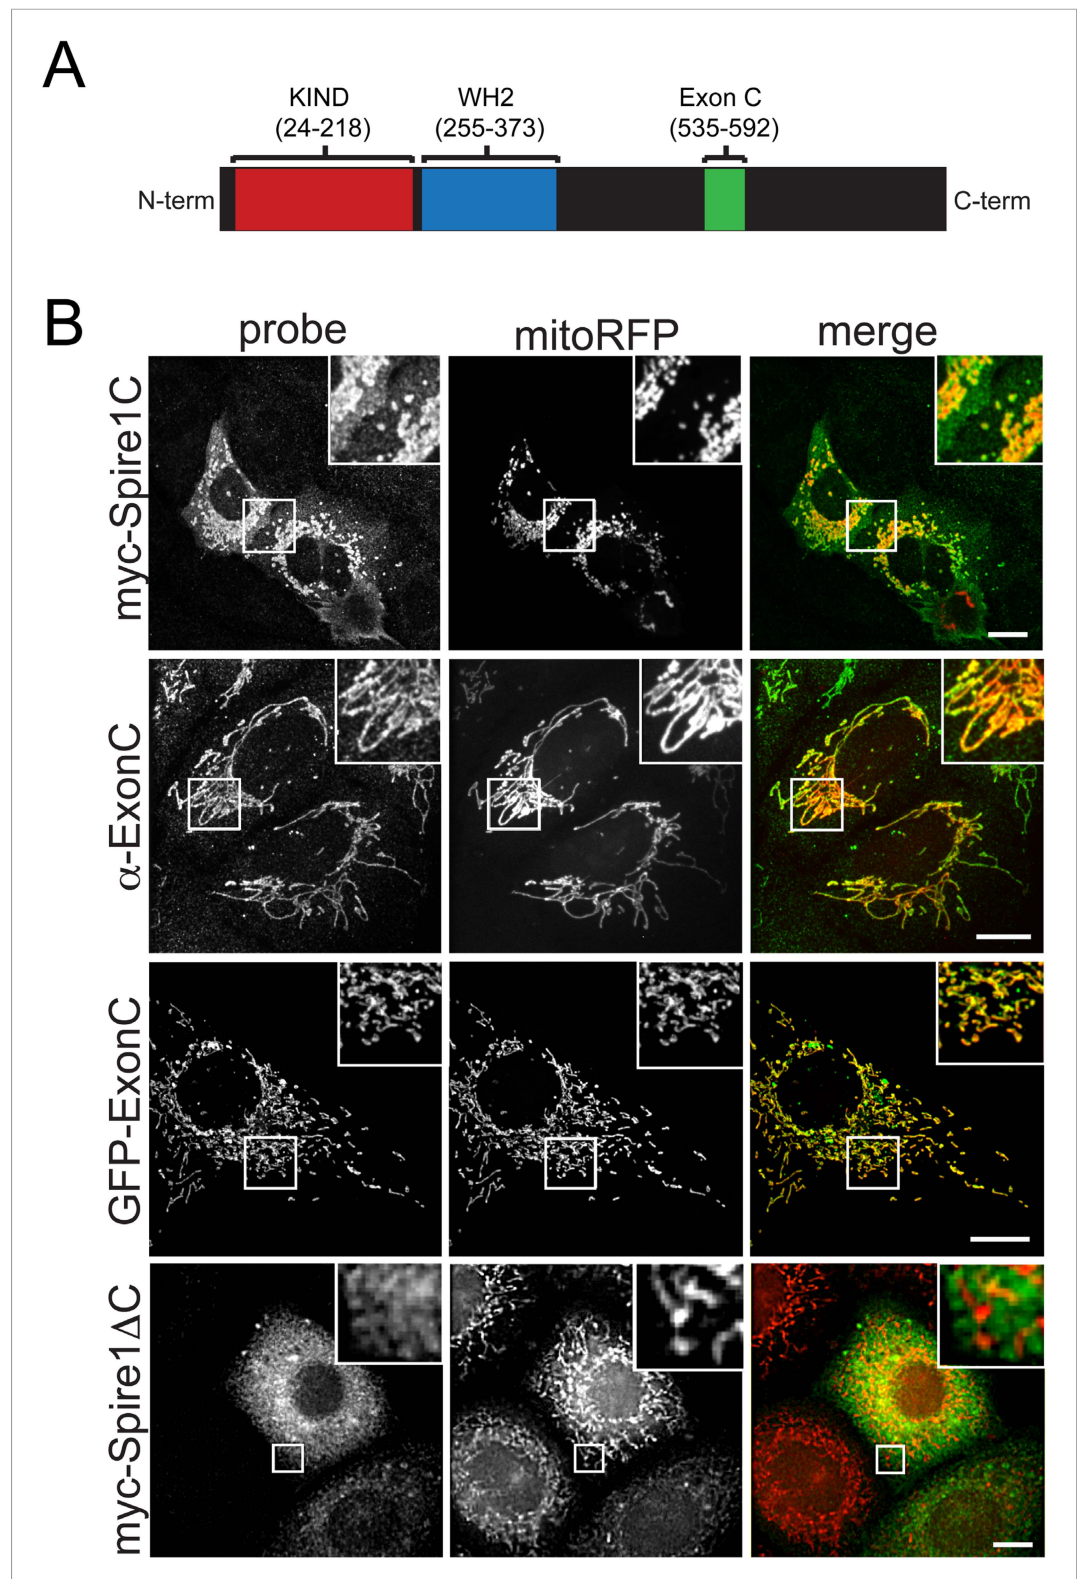 A
KIND
(24-218)
WH2
(255-373)
Exon C
(535-592)
N-term
C-term
B
probe
mitoRFP
merge
myc-Spire1C
α-ExonC
GFP-ExonC
myc-Spire1ΔC